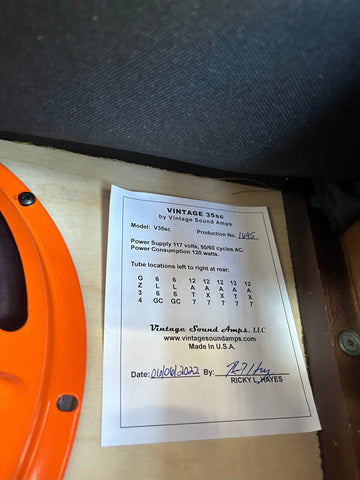 VINTAGE 35sc
by Vintage Sound Amps
Model: V35sc Production No. 1695
Power Supply 117 volts, 50/60 cycles AC.
Power Consumption 120 watts.
Tube locations left to right at rear:
G 6 6 12 12 12 12 12
Z L L A A A A A
3 6 6 T X X T X
4 GC GC 7 7 7 7 7
Vintage Sound Amps, LLC
www.vintagesoundamps.com
Made in U.S.A.
Date: 06/06/2022 By:
RICKY L. HAYES